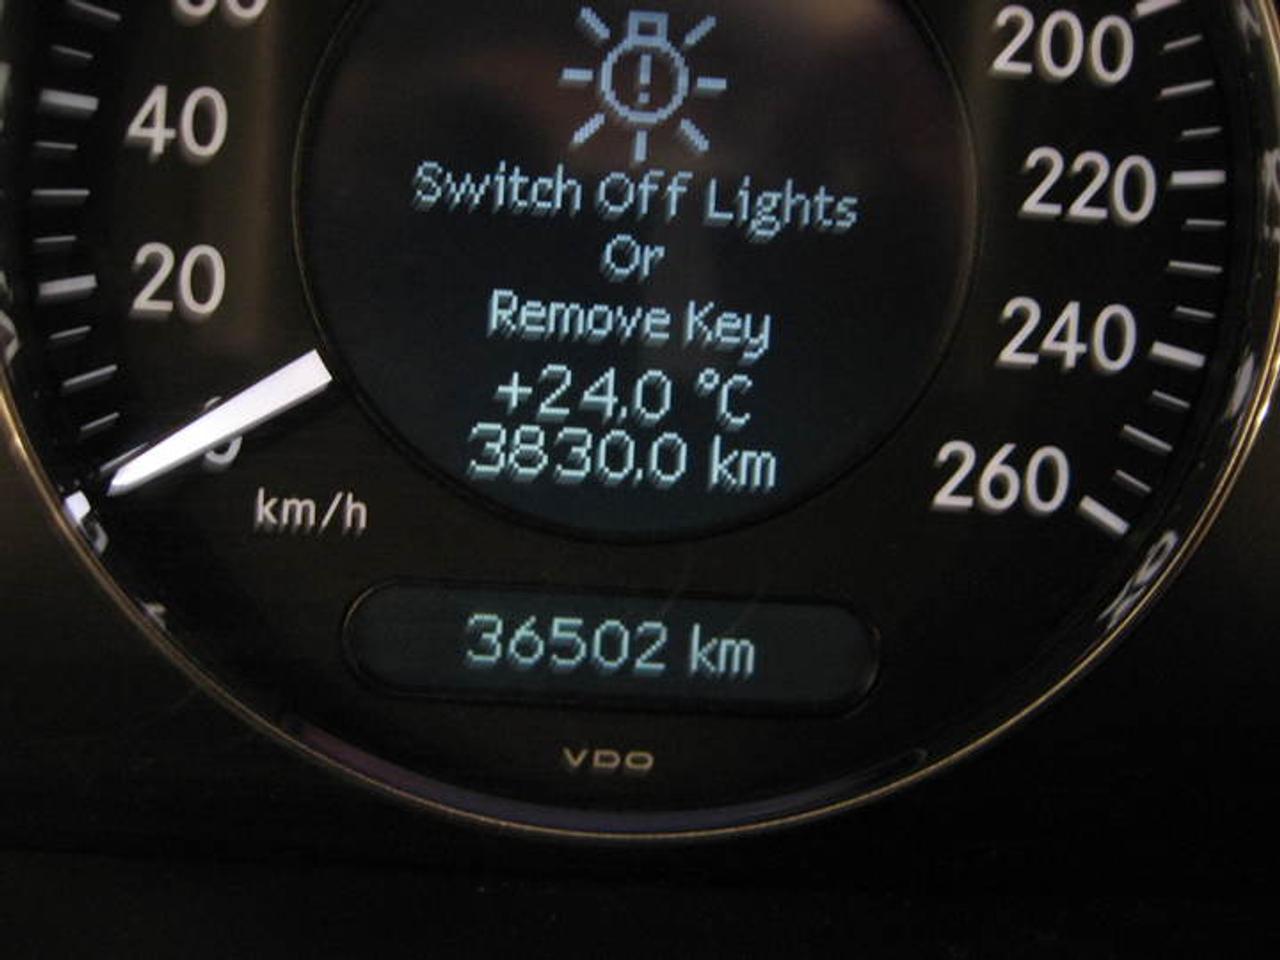 40
20
0
km/h
Switch Off Lights
Or
Remove Key
+24.0 °C
3830.0 km
36502 km
VDO
200
220
240
260